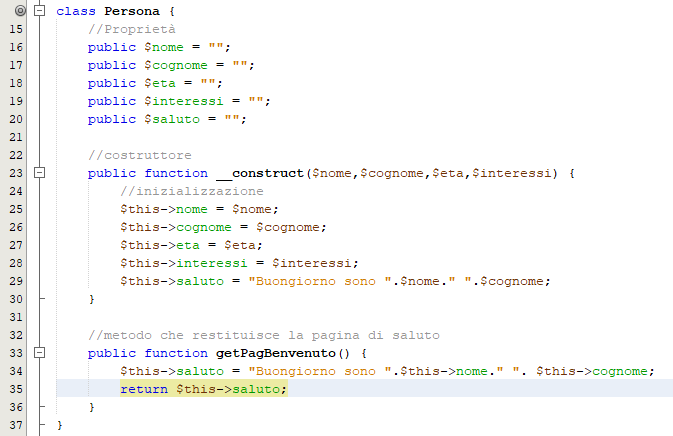 class Persona {
15 //Proprietà
16 public $nome = "";
17 public $cognome = "";
18 public $eta = "";
19 public $interessi = "";
20 public $saluto = "";
21
22 //costruttore
23 public function __construct($nome,$cognome,$eta,$interessi) {
24 //inizializzazione
25 $this->nome = $nome;
26 $this->cognome = $cognome;
27 $this->eta = $eta;
28 $this->interessi = $interessi;
29 $this->saluto = "Buongiorno sono ".$nome." ".$cognome;
30 }
31
32 //metodo che restituisce la pagina di saluto
33 public function getPagBenvenuto() {
34 $this->saluto = "Buongiorno sono ".$this->nome." ". $this->cognome;
35 return $this->saluto;
36 }
37 }